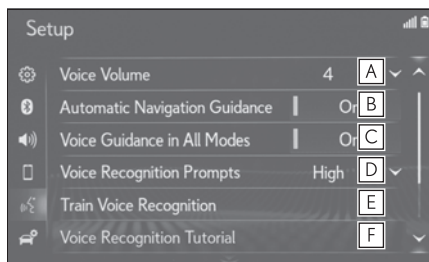 Setup
Voice Volume 4 A
Automatic Navigation Guidance On B
Voice Guidance in All Modes On C
Voice Recognition Prompts High D
Train Voice Recognition E
Voice Recognition Tutorial F